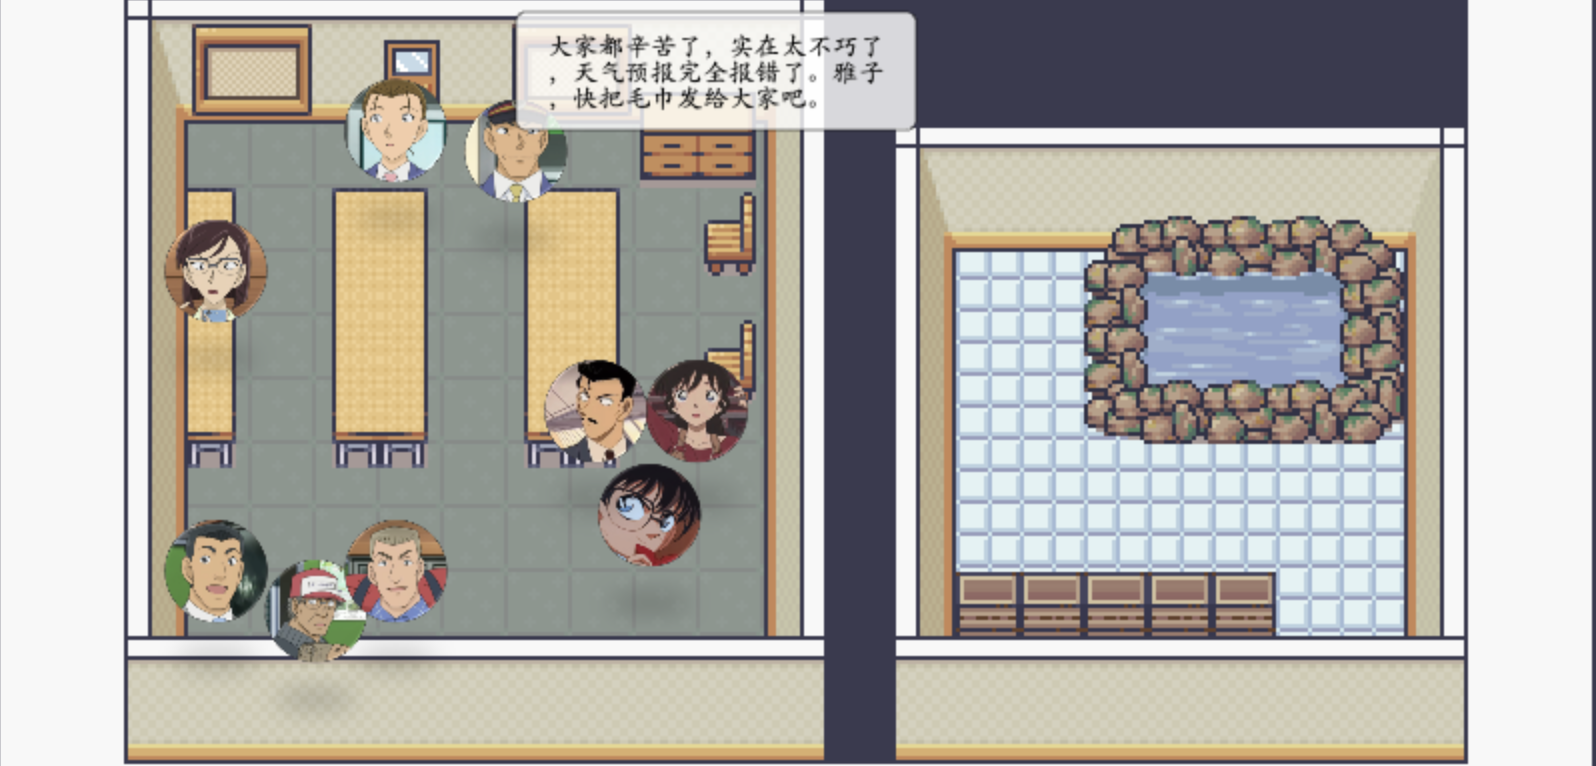 大家都辛苦了，实在太不巧了
，天气预报完全报错了。雅子
，快把毛巾发给大家吧。